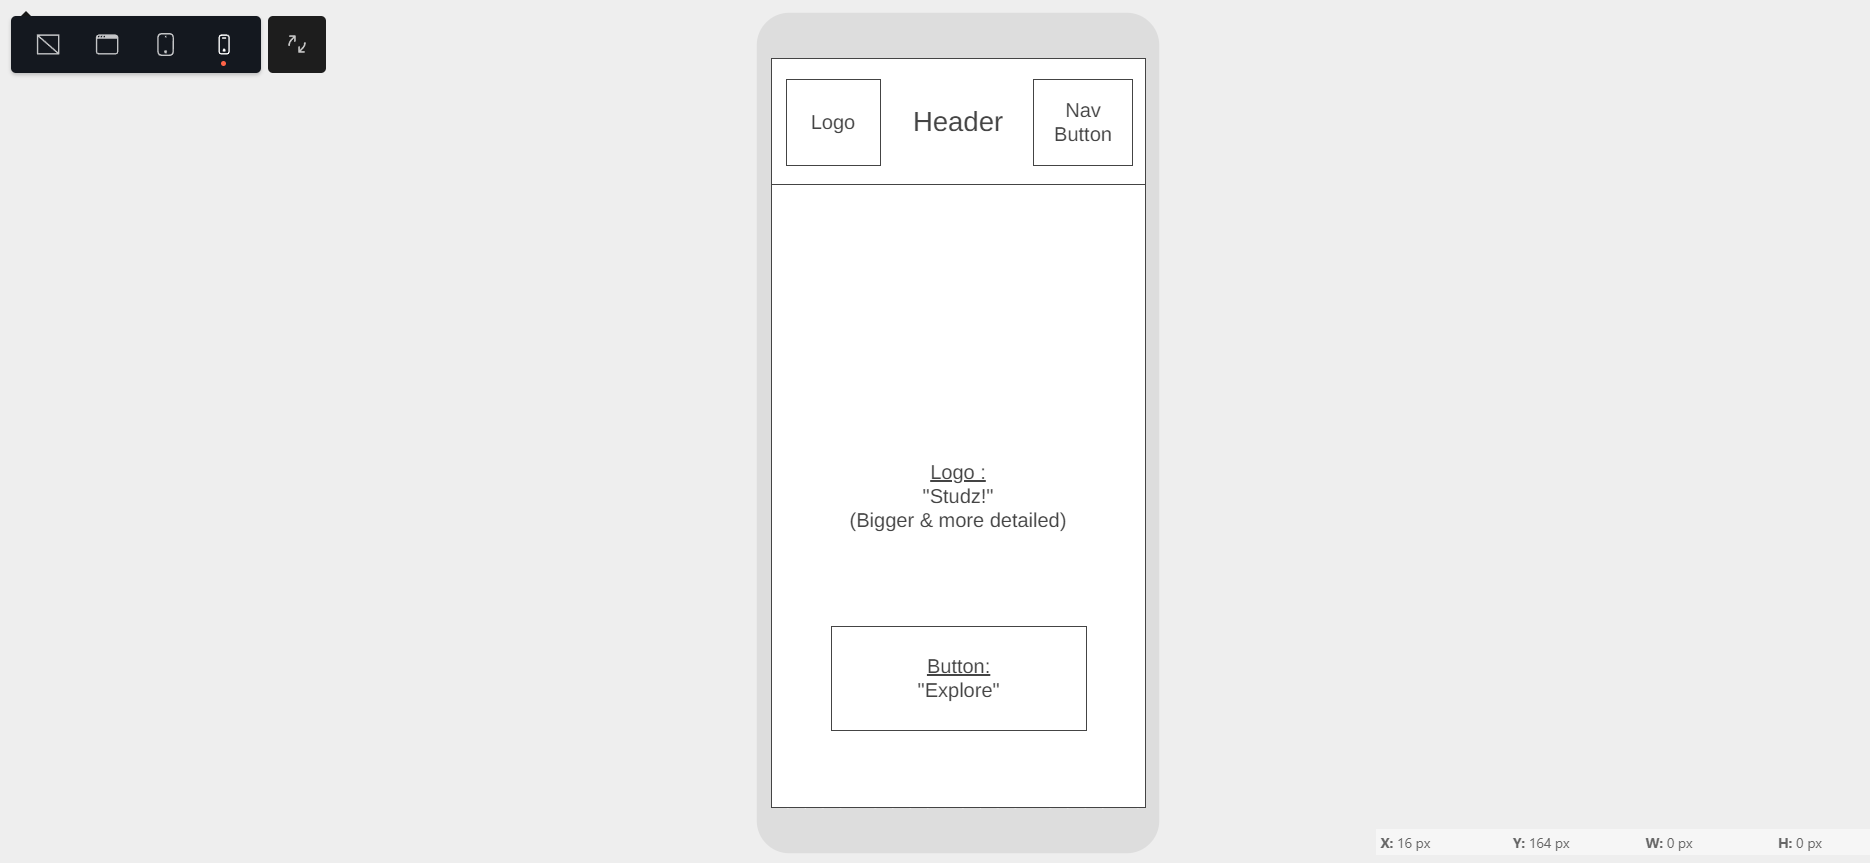 Logo
Header
Nav
Button
Logo :
"Studz!"
(Bigger & more detailed)
Button:
"Explore"
X: 16 px Y: 164 px W: 0 px H: 0 px